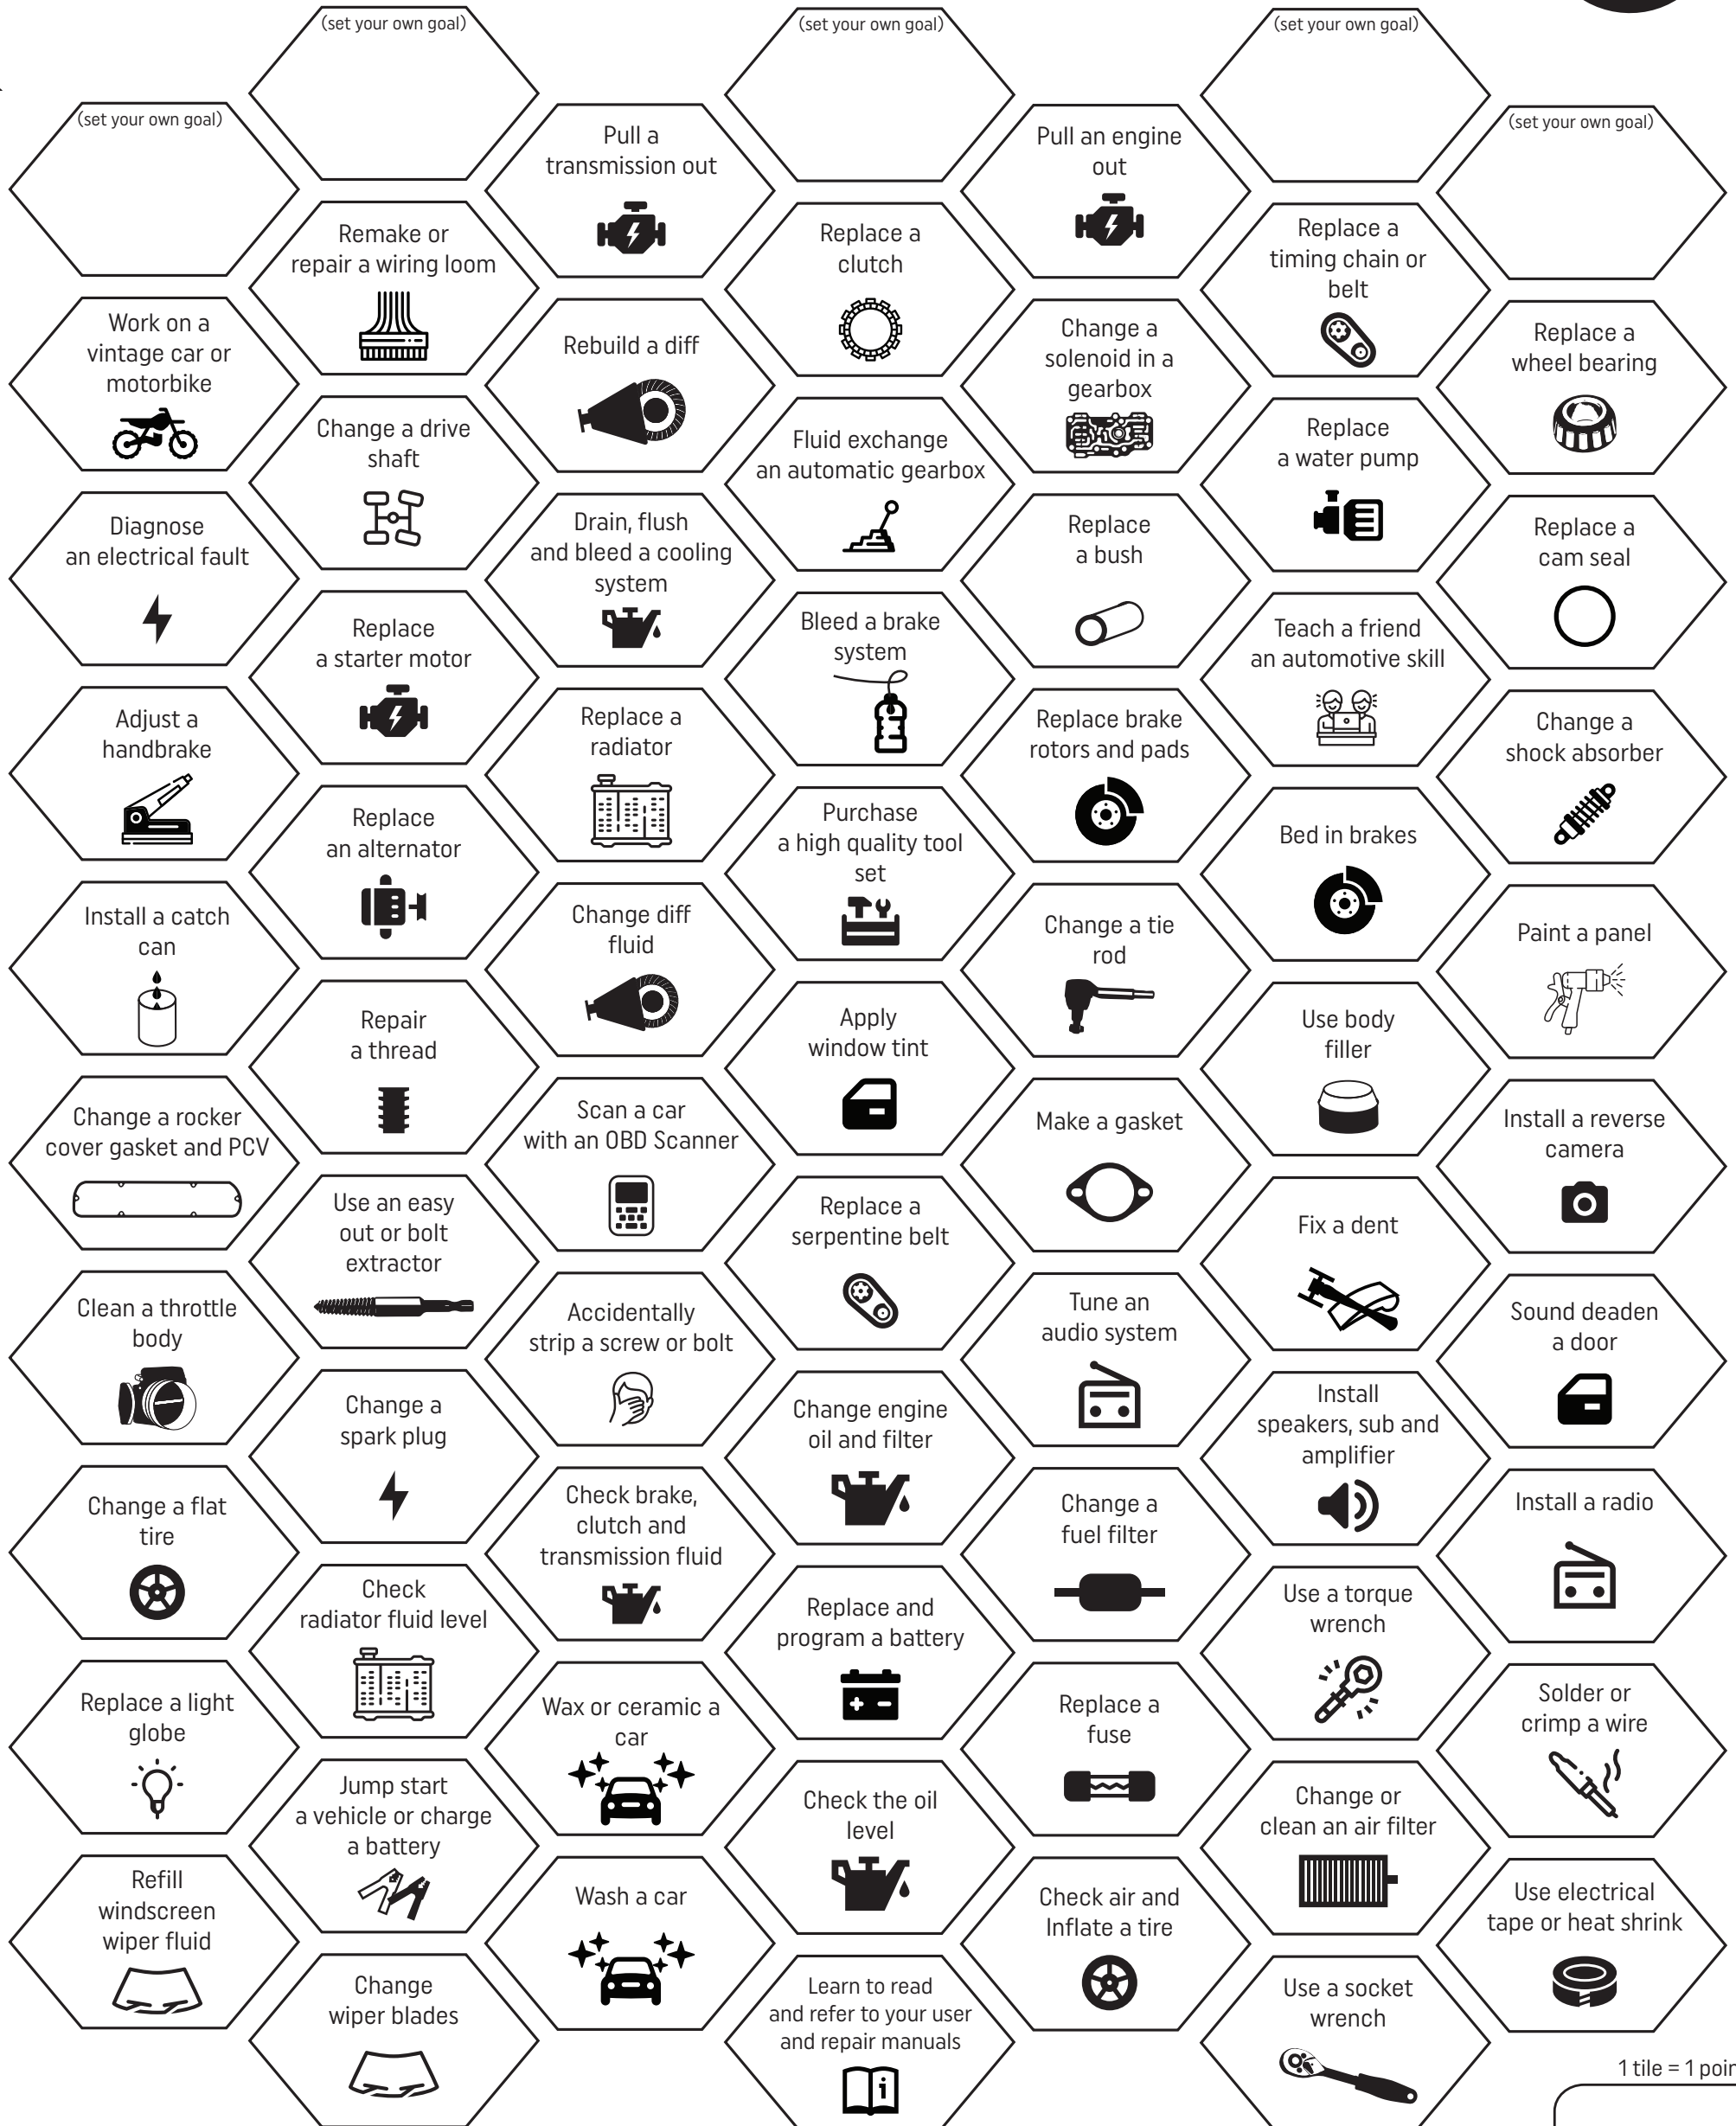 (set your own goal)
(set your own goal)
(set your own goal)
(set your own goal)
(set your own goal)
Pull a
transmission out
Pull an engine
out
Remake or
repair a wiring loom
Replace a
clutch
Replace a
timing chain or
belt
Work on a
vintage car or
motorbike
Rebuild a diff
Change a
solenoid in a
gearbox
Replace a
wheel bearing
Change a drive
shaft
Fluid exchange
an automatic gearbox
Replace
a water pump
Diagnose
an electrical fault
Drain, flush
and bleed a cooling
system
Replace
a bush
Replace a
cam seal
Replace
a starter motor
Bleed a brake
system
Teach a friend
an automotive skill
Adjust a
handbrake
Replace a
radiator
Replace brake
rotors and pads
Change a
shock absorber
Replace
an alternator
Purchase
a high quality tool
set
Bed in brakes
Install a catch
can
Change diff
fluid
Change a tie
rod
Paint a panel
Repair
a thread
Apply
window tint
Use body
filler
Change a rocker
cover gasket and PCV
Scan a car
with an OBD Scanner
Make a gasket
Install a reverse
camera
Use an easy
out or bolt
extractor
Replace a
serpentine belt
Fix a dent
Clean a throttle
body
Accidentally
strip a screw or bolt
Tune an
audio system
Sound deaden
a door
Change a
spark plug
Change engine
oil and filter
Install
speakers, sub and
amplifier
Change a flat
tire
Check brake,
clutch and
transmission fluid
Change a
fuel filter
Install a radio
Check
radiator fluid level
Replace and
program a battery
Use a torque
wrench
Replace a light
globe
Wax or ceramic a
car
Replace a
fuse
Solder or
crimp a wire
Jump start
a vehicle or charge
a battery
Check the oil
level
Change or
clean an air filter
Refill
windscreen
wiper fluid
Wash a car
Check air and
Inflate a tire
Use electrical
tape or heat shrink
Change
wiper blades
Learn to read
and refer to your user
and repair manuals
i
Use a socket
wrench
1 tile = 1 poin